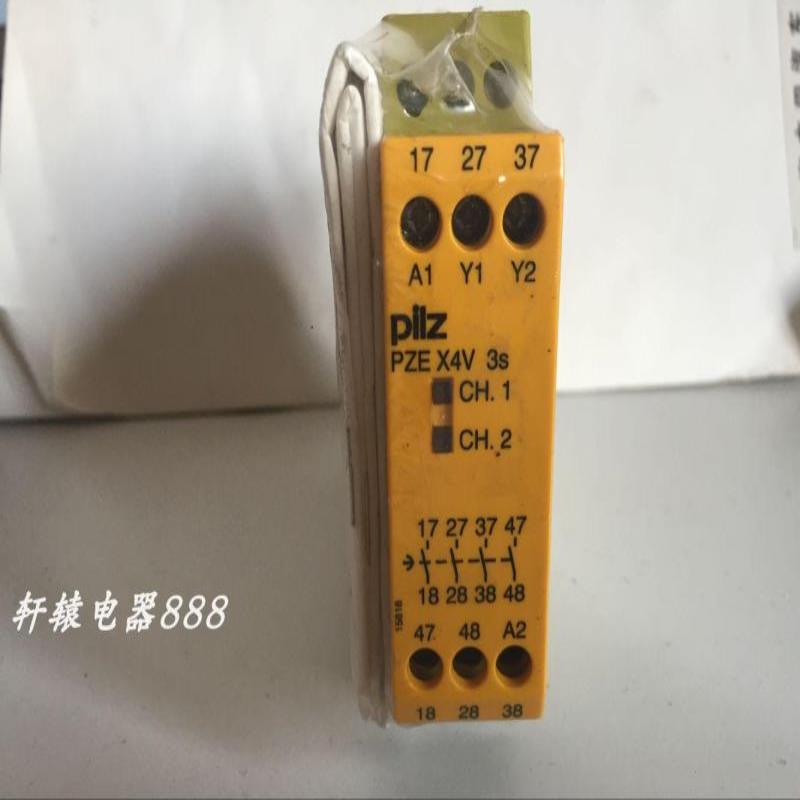 17 27 37
A1 Y1 Y2
pilz
PZE X4V 3s
CH. 1
CH. 2
17 27 37 47
18 28 38 48
47 48 A2
18 28 38
轩辕电器888